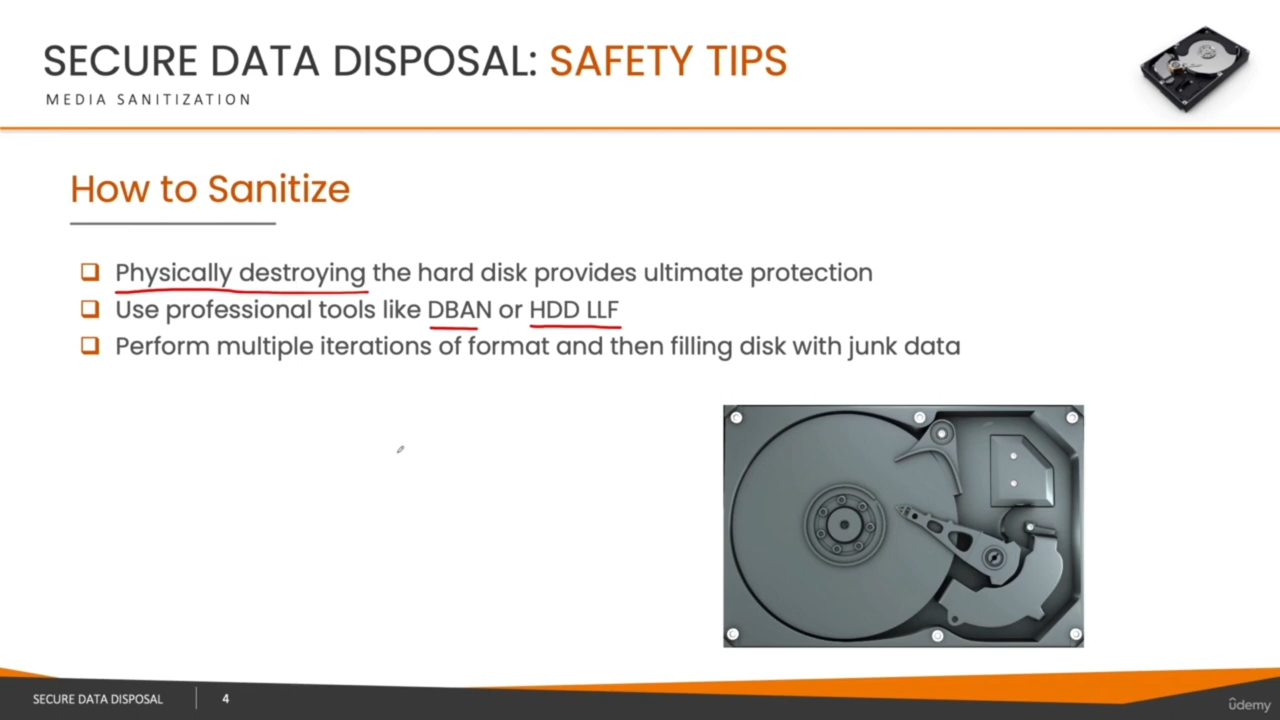 SECURE DATA DISPOSAL: SAFETY TIPS
MEDIA SANITIZATION
How to Sanitize
Physically destroying the hard disk provides ultimate protection
Use professional tools like DBAN or HDD LLF
Perform multiple iterations of format and then filling disk with junk data
SECURE DATA DISPOSAL 4
ûdemy